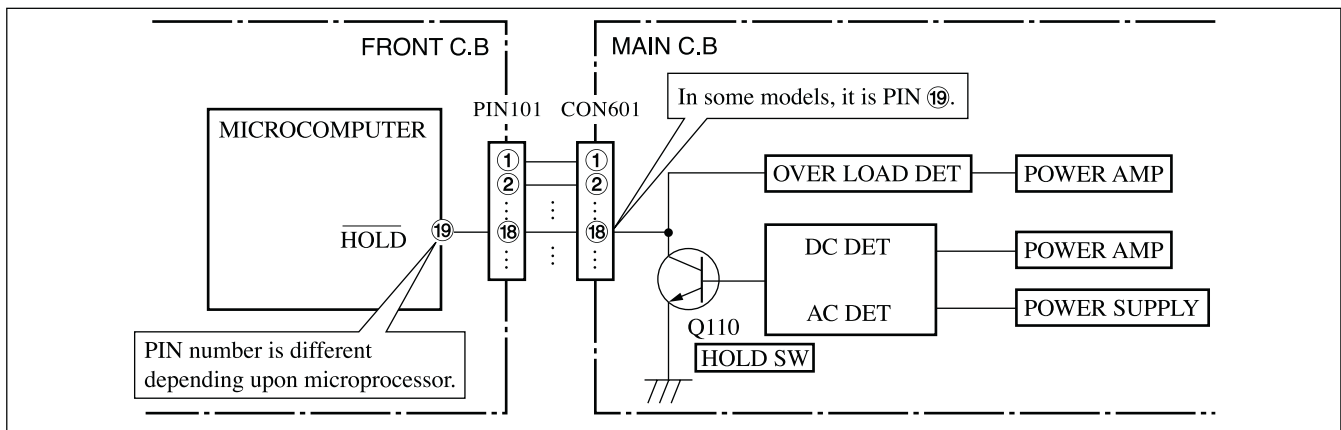 FRONT C.B
MAIN C.B
PIN101
CON601
In some models, it is PIN ⑲.
MICROCOMPUTER
① ①
② ②
HOLD
⑲
⑱ ⑱
OVER LOAD DET
POWER AMP
DC DET
POWER AMP
AC DET
POWER SUPPLY
Q110
HOLD SW
PIN number is different
depending upon microprocessor.